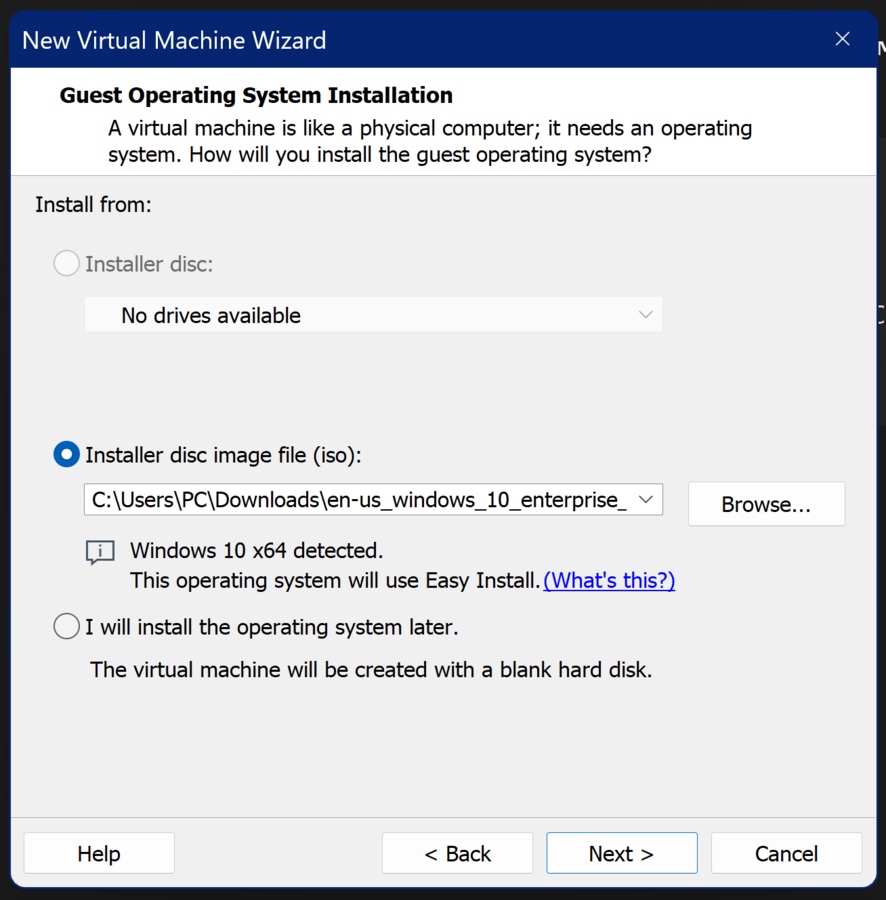 New Virtual Machine Wizard
Guest Operating System Installation
A virtual machine is like a physical computer; it needs an operating
system. How will you install the guest operating system?
Install from:
Installer disc:
No drives available
Installer disc image file (iso):
C:\Users\PC\Downloads\en-us_windows_10_enterprise_
Browse...
Windows 10 x64 detected.
This operating system will use Easy Install. (What's this?)
I will install the operating system later.
The virtual machine will be created with a blank hard disk.
Help
< Back
Next >
Cancel